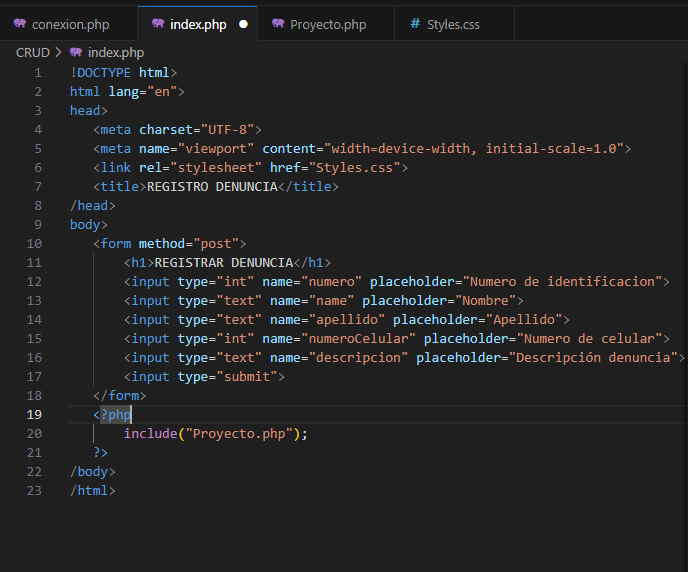 conexion.php index.php Proyecto.php # Styles.css
CRUD > index.php
1 !DOCTYPE html>
2 html lang="en">
3 head>
4 <meta charset="UTF-8">
5 <meta name="viewport" content="width=device-width, initial-scale=1.0">
6 <link rel="stylesheet" href="Styles.css">
7 <title>REGISTRO DENUNCIA</title>
8 /head>
9 body>
10 <form method="post">
11 <h1>REGISTRAR DENUNCIA</h1>
12 <input type="int" name="numero" placeholder="Numero de identificacion">
13 <input type="text" name="name" placeholder="Nombre">
14 <input type="text" name="apellido" placeholder="Apellido">
15 <input type="int" name="numeroCelular" placeholder="Numero de celular">
16 <input type="text" name="descripcion" placeholder="Descripción denuncia">
17 <input type="submit">
18 </form>
19 <?php
20 include("Proyecto.php");
21 ?>
22 /body>
23 /html>